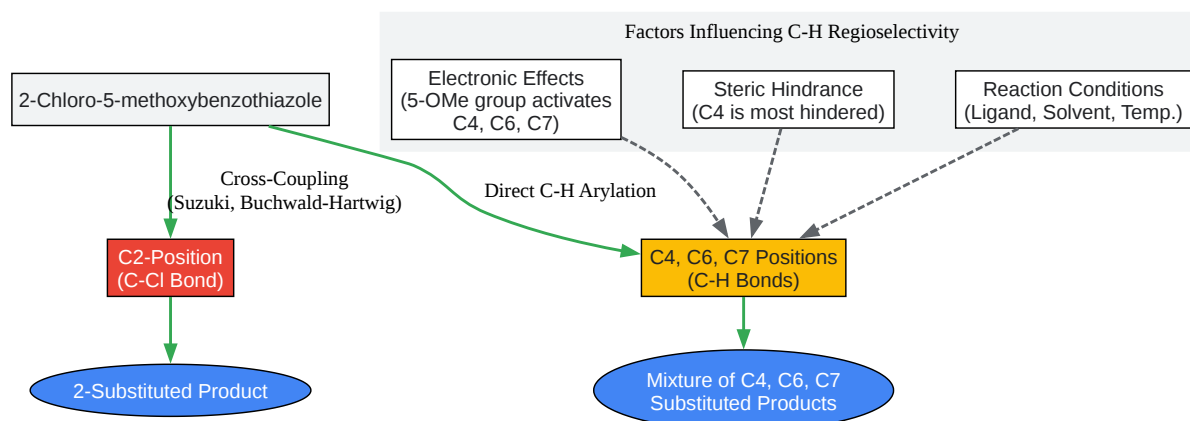 Factors Influencing C-H Regioselectivity
2-Chloro-5-methoxybenzothiazole
Electronic Effects
(5-OMe group activates
C4, C6, C7)
Steric Hindrance
(C4 is most hindered)
Reaction Conditions
(Ligand, Solvent, Temp.)
Cross-Coupling
(Suzuki, Buchwald-Hartwig)
Direct C-H Arylation
C2-Position
(C-Cl Bond)
C4, C6, C7 Positions
(C-H Bonds)
2-Substituted Product
Mixture of C4, C6, C7
Substituted Products